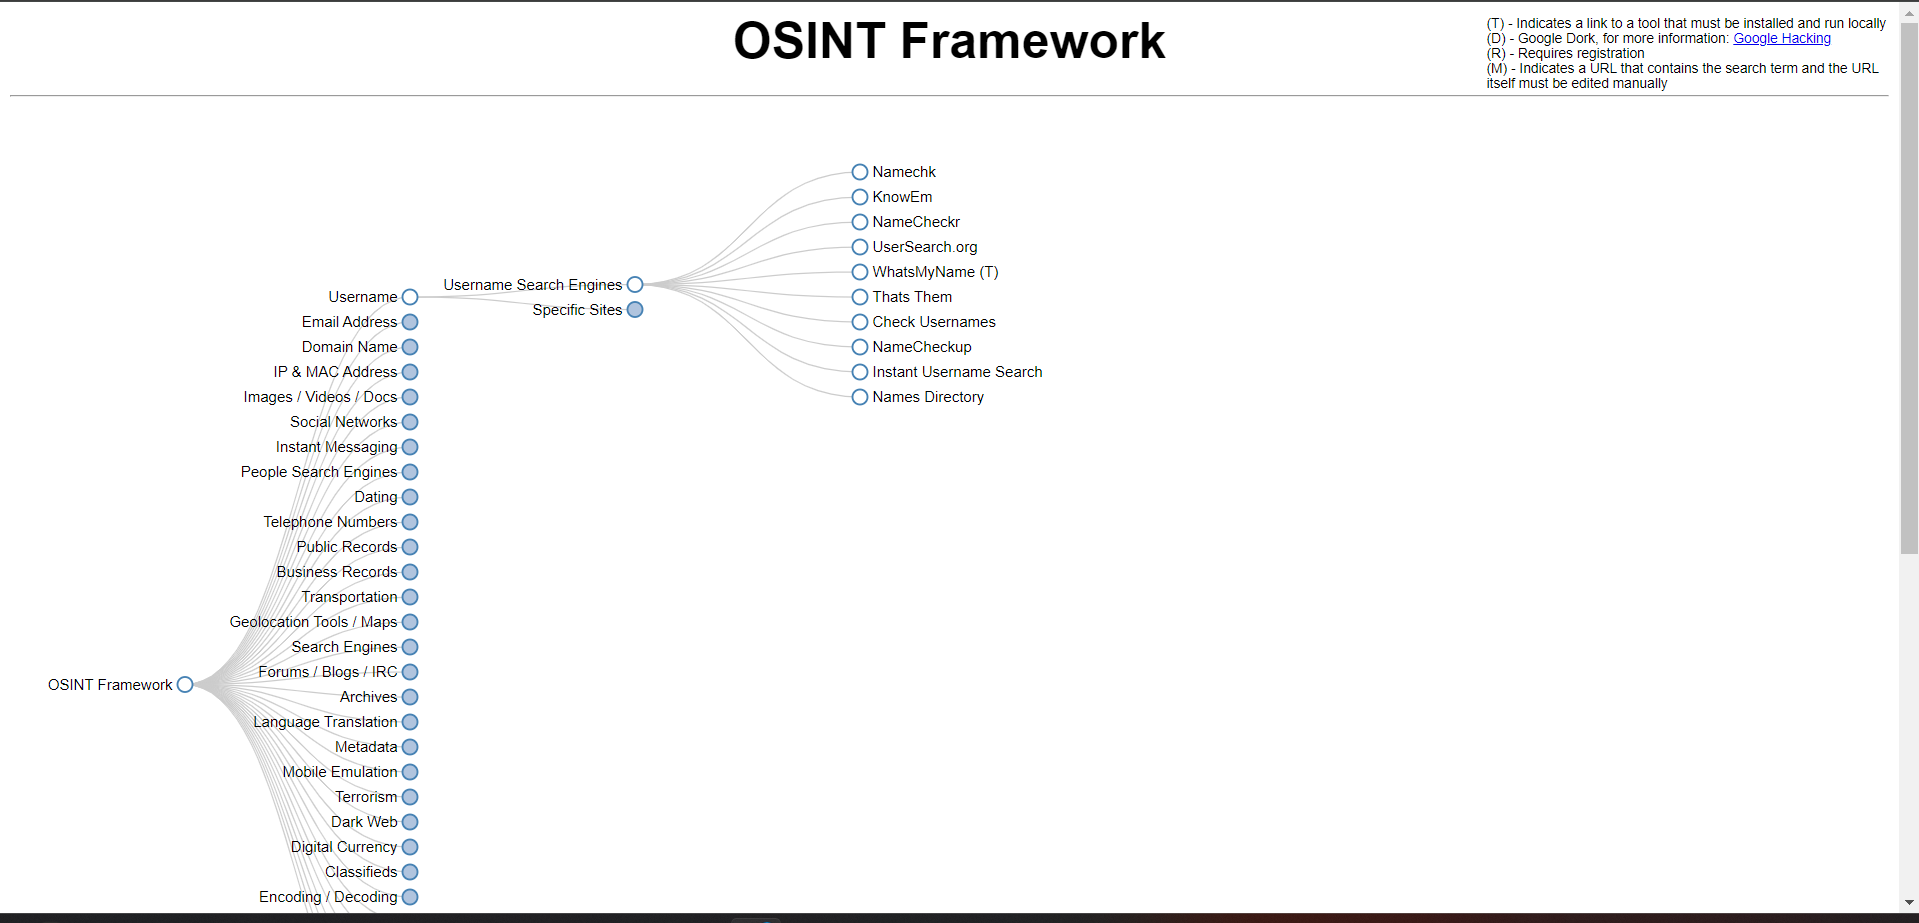 OSINT Framework
(T) - Indicates a link to a tool that must be installed and run locally
(D) - Google Dork, for more information: Google Hacking
(R) - Requires registration
(M) - Indicates a URL that contains the search term and the URL
itself must be edited manually
OSINT Framework
Username
Email Address
Domain Name
IP & MAC Address
Images / Videos / Docs
Social Networks
Instant Messaging
People Search Engines
Dating
Telephone Numbers
Public Records
Business Records
Transportation
Geolocation Tools / Maps
Search Engines
Forums / Blogs / IRC
Archives
Language Translation
Metadata
Mobile Emulation
Terrorism
Dark Web
Digital Currency
Classifieds
Encoding / Decoding
Username Search Engines
Specific Sites
Namechk
KnowEm
NameCheckr
UserSearch.org
WhatsMyName (T)
Thats Them
Check Usernames
NameCheckup
Instant Username Search
Names Directory